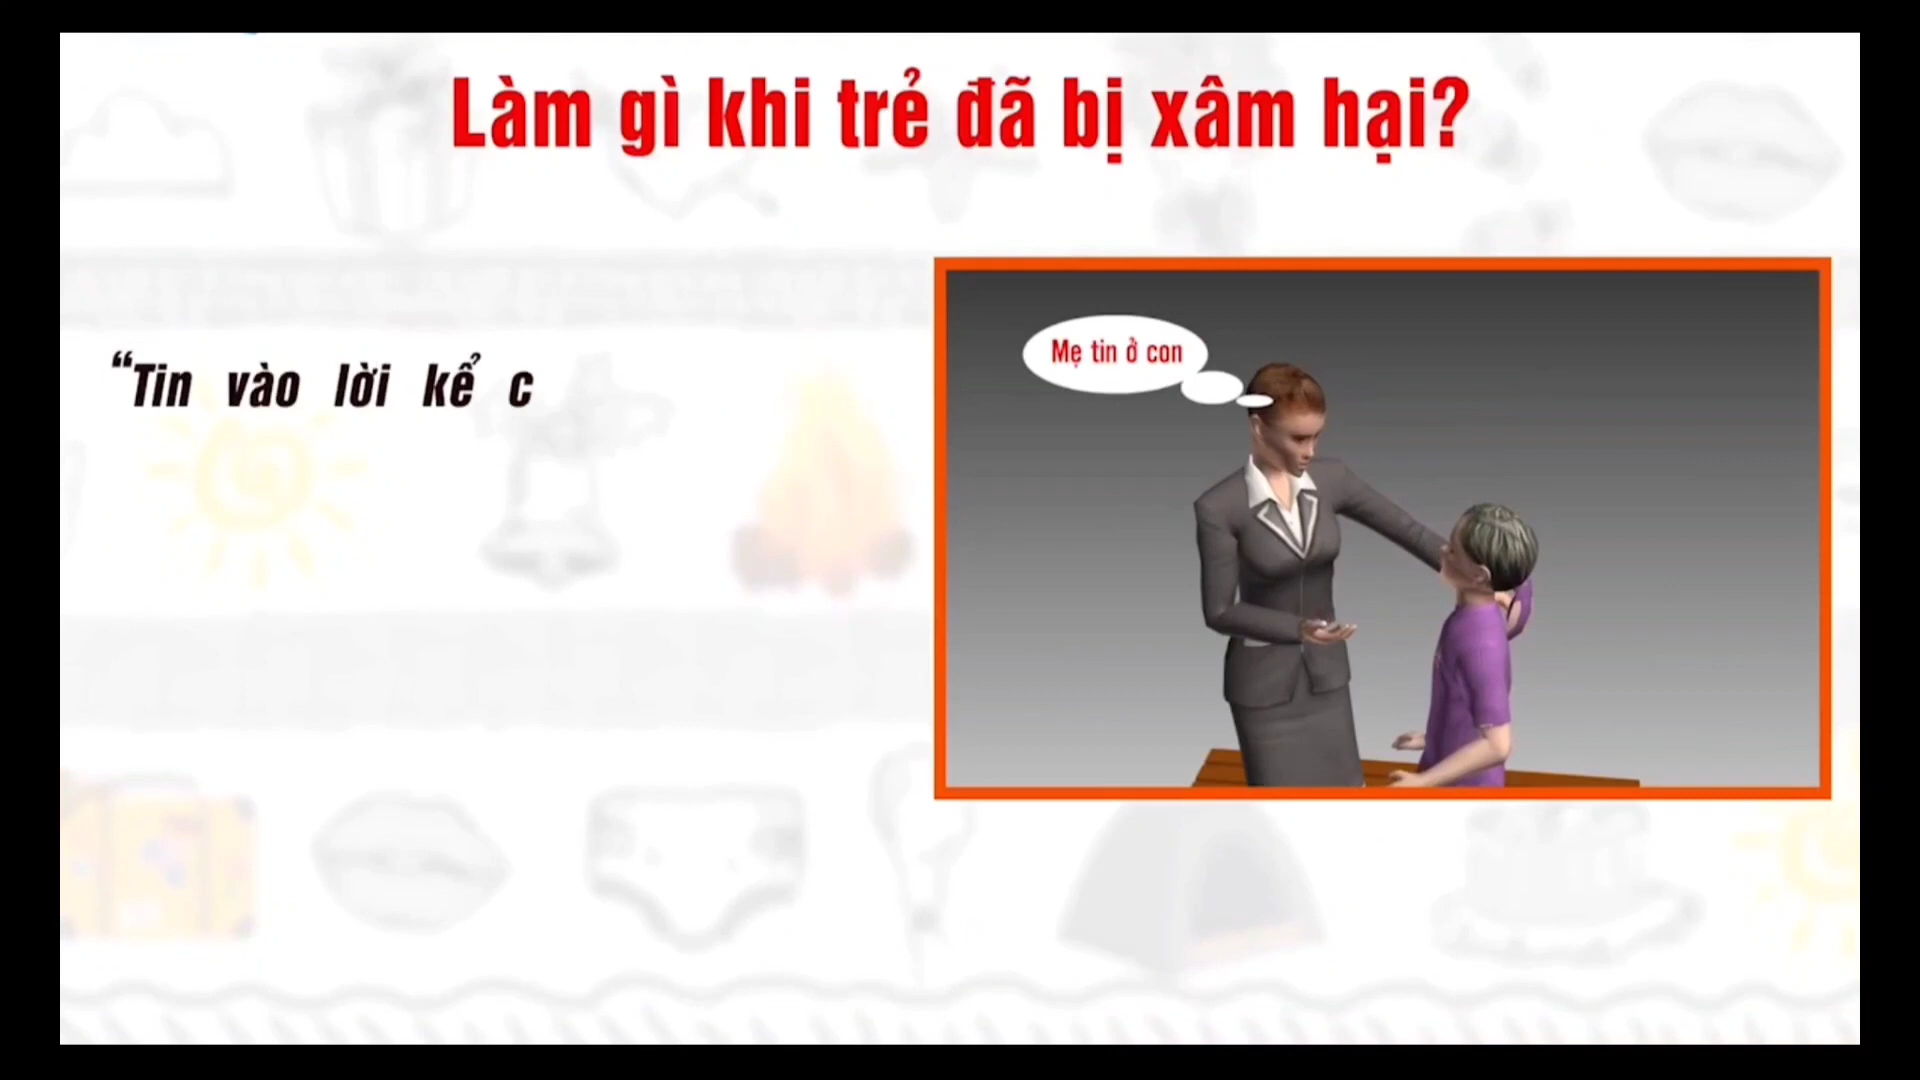 Làm gì khi trẻ đã bị xâm hại?
“Tin vào lời kể c
Mẹ tin ở con